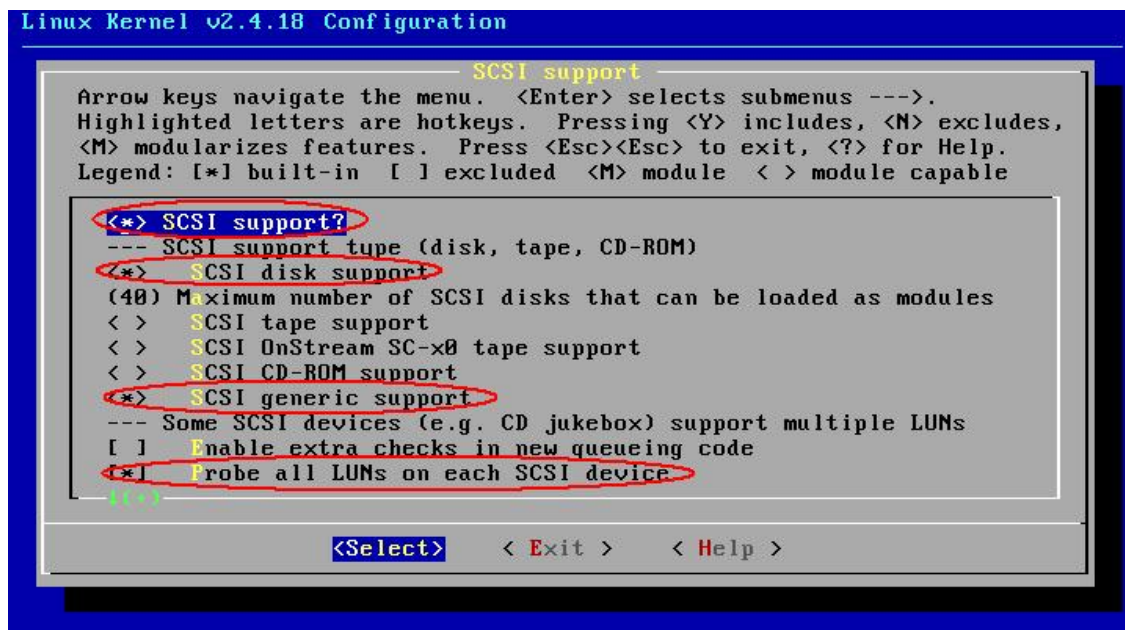 Linux Kernel v2.4.18 Configuration
SCSI support
Arrow keys navigate the menu.  <Enter> selects submenus --->.
Highlighted letters are hotkeys.  Pressing <Y> includes, <N> excludes,
<M> modularizes features.  Press <Esc><Esc> to exit, <?> for Help.
Legend: [*] built-in  [ ] excluded  <M> module  < > module capable
<*> SCSI support?
--- SCSI support type (disk, tape, CD-ROM)
<*>   SCSI disk support
(40) Maximum number of SCSI disks that can be loaded as modules
< >   SCSI tape support
< >   SCSI OnStream SC-x0 tape support
< >   SCSI CD-ROM support
<*>   SCSI generic support
--- Some SCSI devices (e.g. CD jukebox) support multiple LUNs
[ ]   Enable extra checks in new queueing code
[*]   Probe all LUNs on each SCSI device
↓(+)
<Select>    < Exit >    < Help >